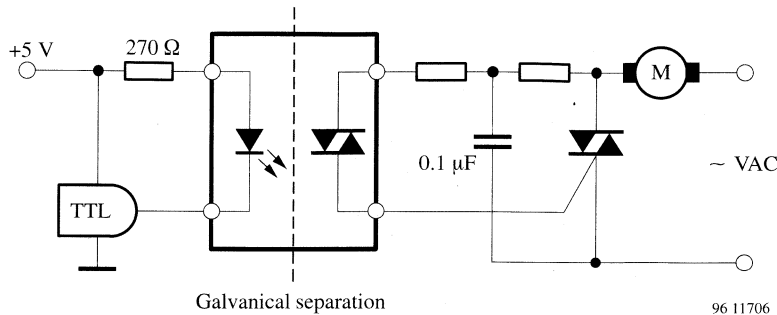 +5 V
270 Ω
M
0.1 µF
TTL
~ VAC
Galvanical separation
96 11706